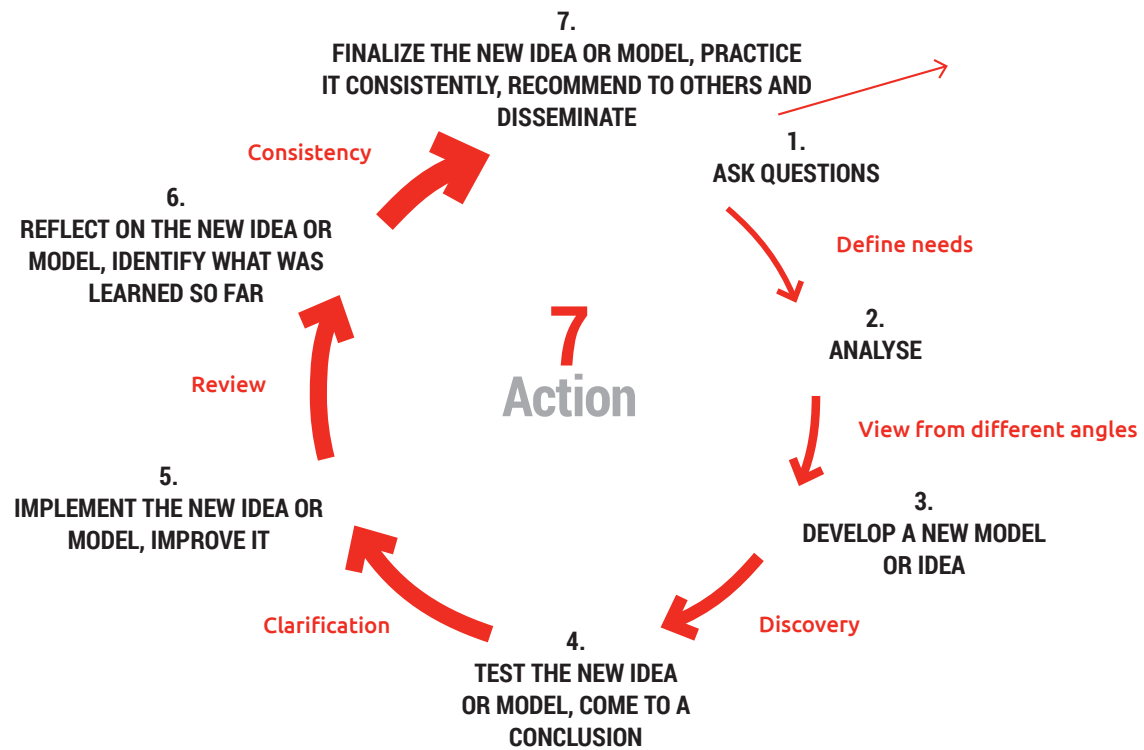 7.
FINALIZE THE NEW IDEA OR MODEL, PRACTICE
IT CONSISTENTLY, RECOMMEND TO OTHERS AND
DISSEMINATE
1.
ASK QUESTIONS
Define needs
2.
ANALYSE
View from different angles
3.
DEVELOP A NEW MODEL
OR IDEA
Discovery
4.
TEST THE NEW IDEA
OR MODEL, COME TO A
CONCLUSION
Clarification
5.
IMPLEMENT THE NEW IDEA OR
MODEL, IMPROVE IT
Review
6.
REFLECT ON THE NEW IDEA OR
MODEL, IDENTIFY WHAT WAS
LEARNED SO FAR
Consistency
7
Action